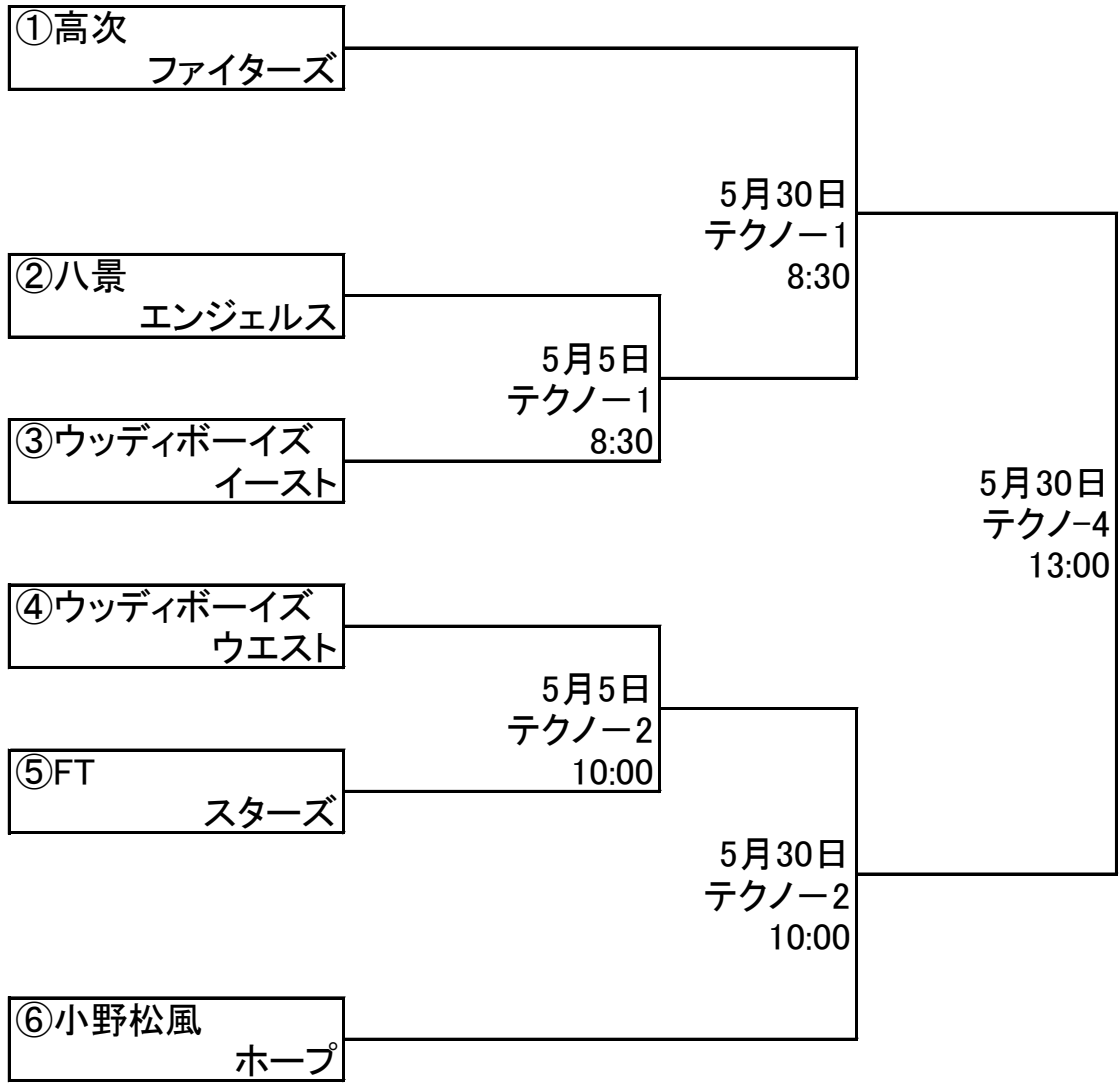 ①高次
ファイターズ
5月30日
テクノー1
8:30
②八景
エンジェルス
5月5日
テクノー1
8:30
③ウッディボーイズ
イースト
5月30日
テクノ-4
13:00
④ウッディボーイズ
ウエスト
5月5日
テクノー2
10:00
⑤FT
スターズ
5月30日
テクノー2
10:00
⑥小野松風
ホープ